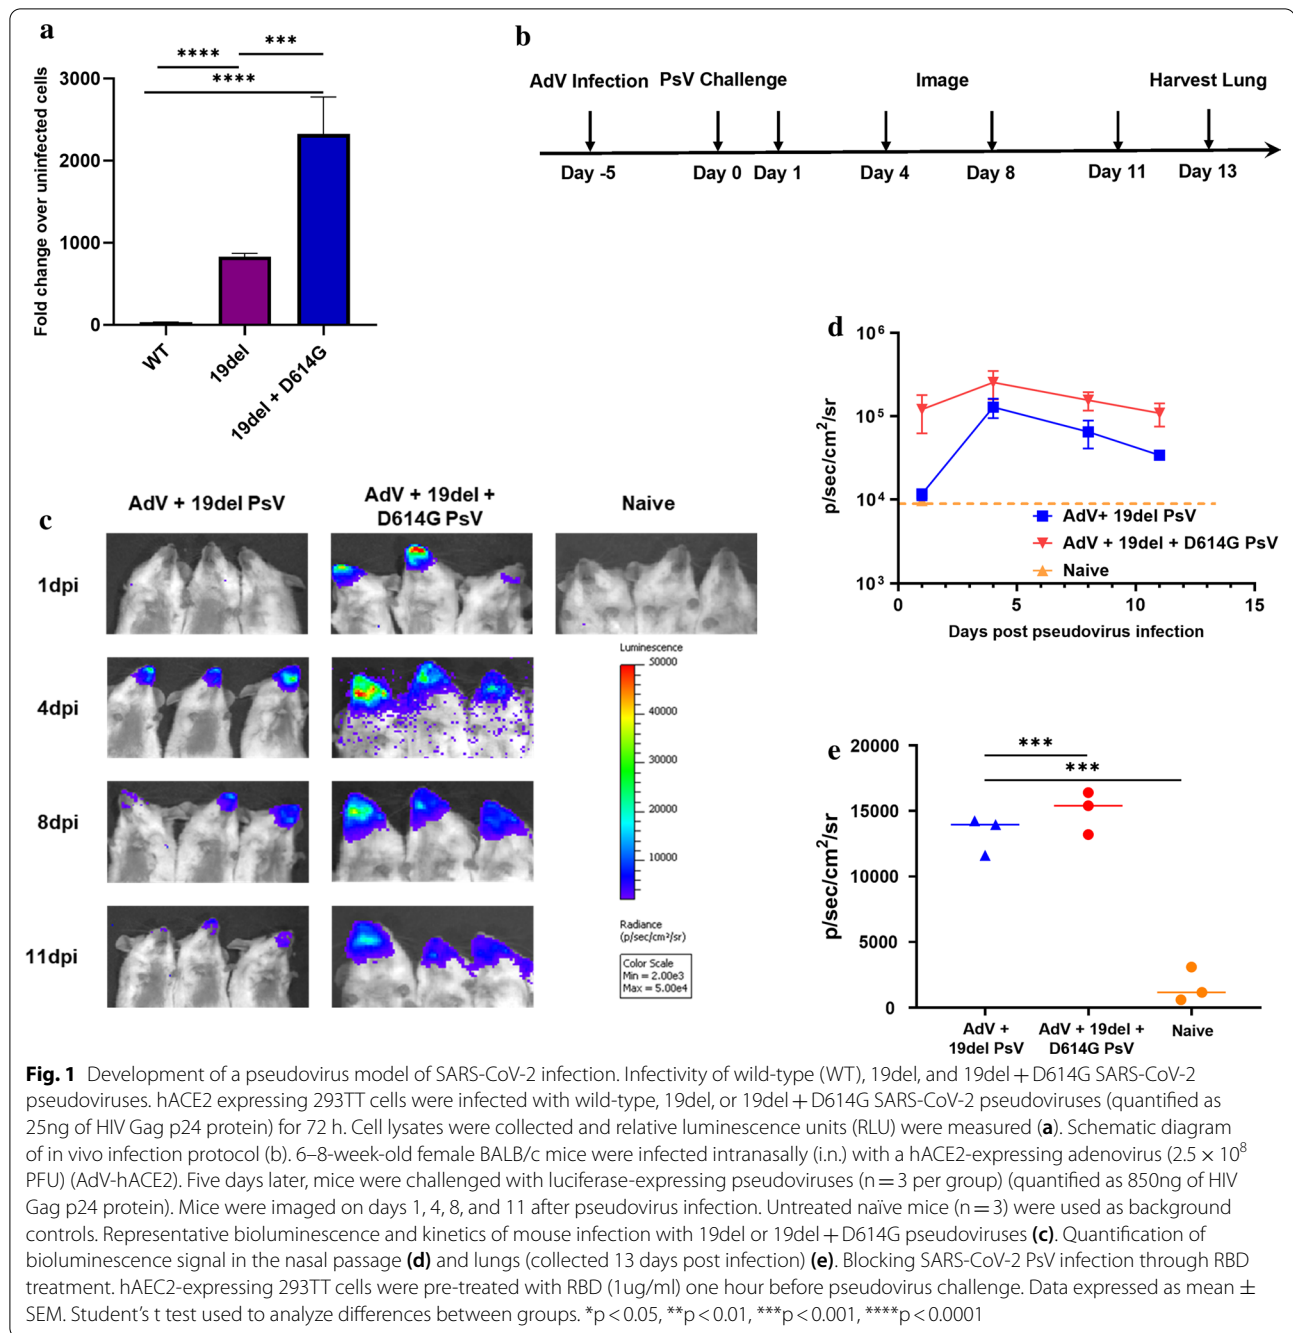 a
**** ***
****
3000
2000
1000
0
Fold change over uninfected cells
WT
19del
19del + D614G
b
AdV Infection PsV Challenge Image Harvest Lung
Day -5 Day 0 Day 1 Day 4 Day 8 Day 11 Day 13
c
AdV + 19del PsV
AdV + 19del +
D614G PsV
Naive
1dpi
4dpi
8dpi
11dpi
Luminescence
50000
40000
30000
20000
10000
Radiance
(p/sec/cm²/sr)
Color Scale
Min = 2.00e3
Max = 5.00e4
d
10⁶
10⁵
10⁴
10³
p/sec/cm²/sr
AdV+ 19del PsV
AdV + 19del + D614G PsV
Naive
0 5 10 15
Days post pseudovirus infection
e
***
***
20000
15000
10000
5000
0
p/sec/cm²/sr
AdV +
19del PsV
AdV + 19del +
D614G PsV
Naive
Fig. 1 Development of a pseudovirus model of SARS-CoV-2 infection. Infectivity of wild-type (WT), 19del, and 19del + D614G SARS-CoV-2
pseudoviruses. hACE2 expressing 293TT cells were infected with wild-type, 19del, or 19del + D614G SARS-CoV-2 pseudoviruses (quantified as
25ng of HIV Gag p24 protein) for 72 h. Cell lysates were collected and relative luminescence units (RLU) were measured (a). Schematic diagram
of in vivo infection protocol (b). 6–8-week-old female BALB/c mice were infected intranasally (i.n.) with a hACE2-expressing adenovirus (2.5 × 10⁸
PFU) (AdV-hACE2). Five days later, mice were challenged with luciferase-expressing pseudoviruses (n = 3 per group) (quantified as 850ng of HIV
Gag p24 protein). Mice were imaged on days 1, 4, 8, and 11 after pseudovirus infection. Untreated naïve mice (n = 3) were used as background
controls. Representative bioluminescence and kinetics of mouse infection with 19del or 19del + D614G pseudoviruses (c). Quantification of
bioluminescence signal in the nasal passage (d) and lungs (collected 13 days post infection) (e). Blocking SARS-CoV-2 PsV infection through RBD
treatment. hAEC2-expressing 293TT cells were pre-treated with RBD (1ug/ml) one hour before pseudovirus challenge. Data expressed as mean ±
SEM. Student's t test used to analyze differences between groups. *p < 0.05, **p < 0.01, ***p < 0.001, ****p < 0.0001